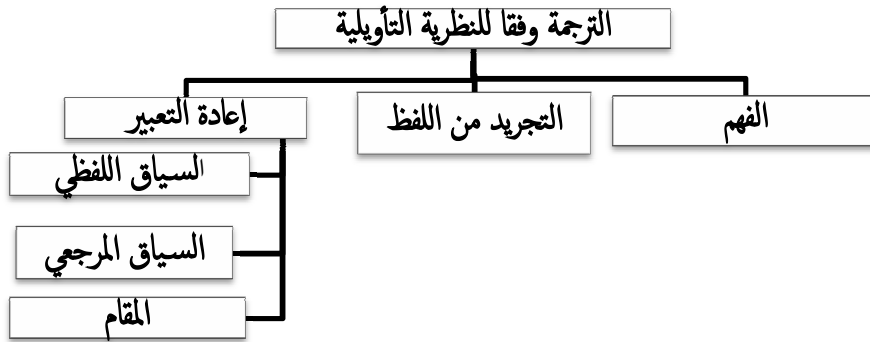 الترجمة وفقا للنظرية التأويلية
الفهم
التجريد من اللفظ
إعادة التعبير
السياق اللفظي
السياق المرجعي
المقام